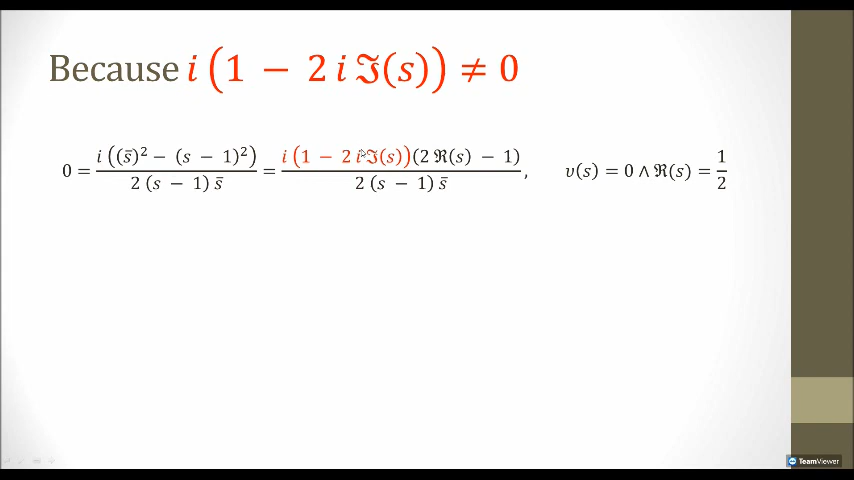 Because i (1 − 2 i ℑ(s)) ≠ 0
0 = i ((s̄)² − (s − 1)²) / 2 (s − 1) s̄ = i (1 − 2 i ℑ(s))(2 ℜ(s) − 1) / 2 (s − 1) s̄ , υ(s) = 0 ∧ ℜ(s) = 1/2
TeamViewer